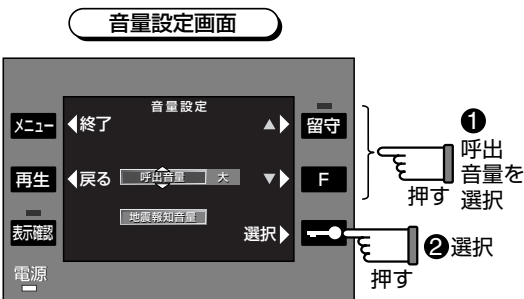 音量設定画面
音量設定
メニュー ◀終了 ▲▶ 留守
再生 ◀戻る 呼出音量 大 ▼▶ F
表示確認 地震報知音量 選択▶
電源
❶
呼出
音量を
押す 選択
❷選択
押す